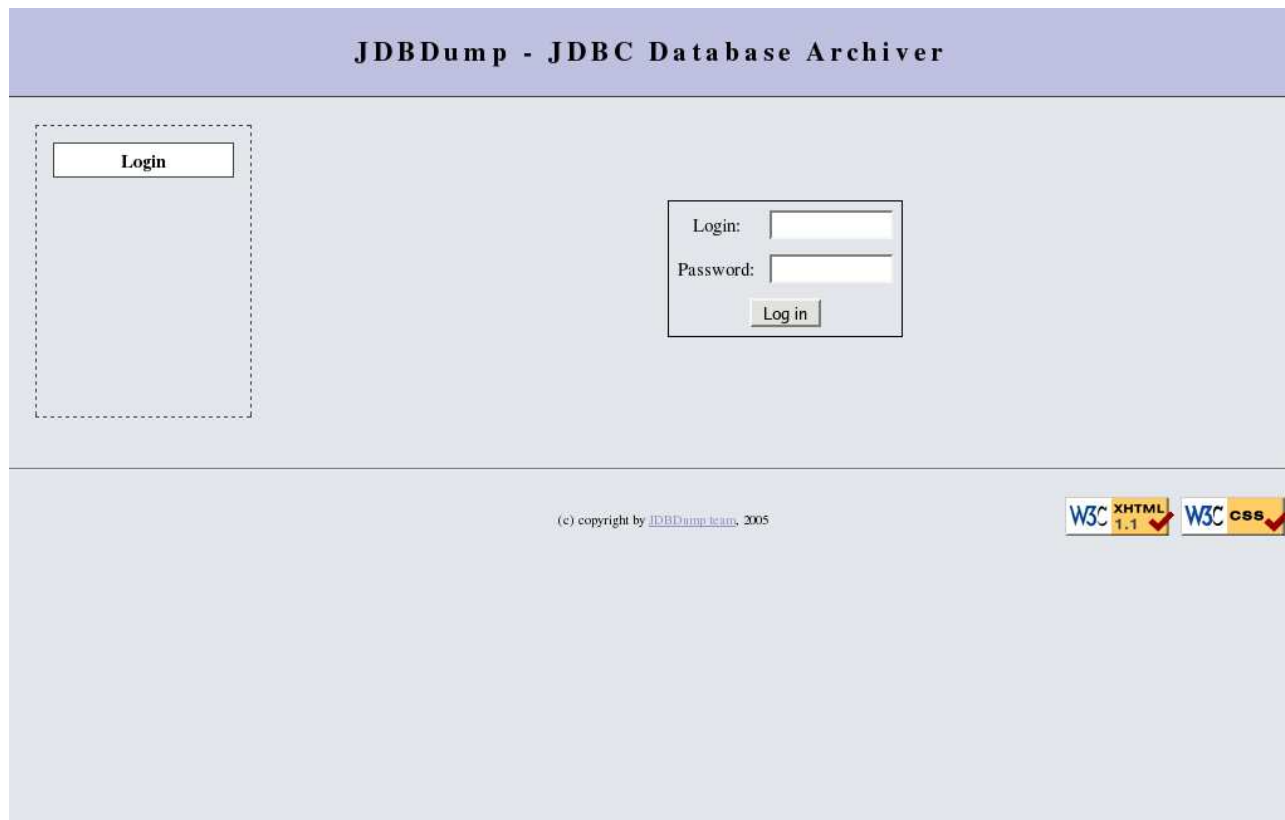 JDBDump - JDBC Database Archiver
Login
Login:
Password:
Log in
(c) copyright by JDBDump team, 2005
W3C XHTML 1.1
W3C css